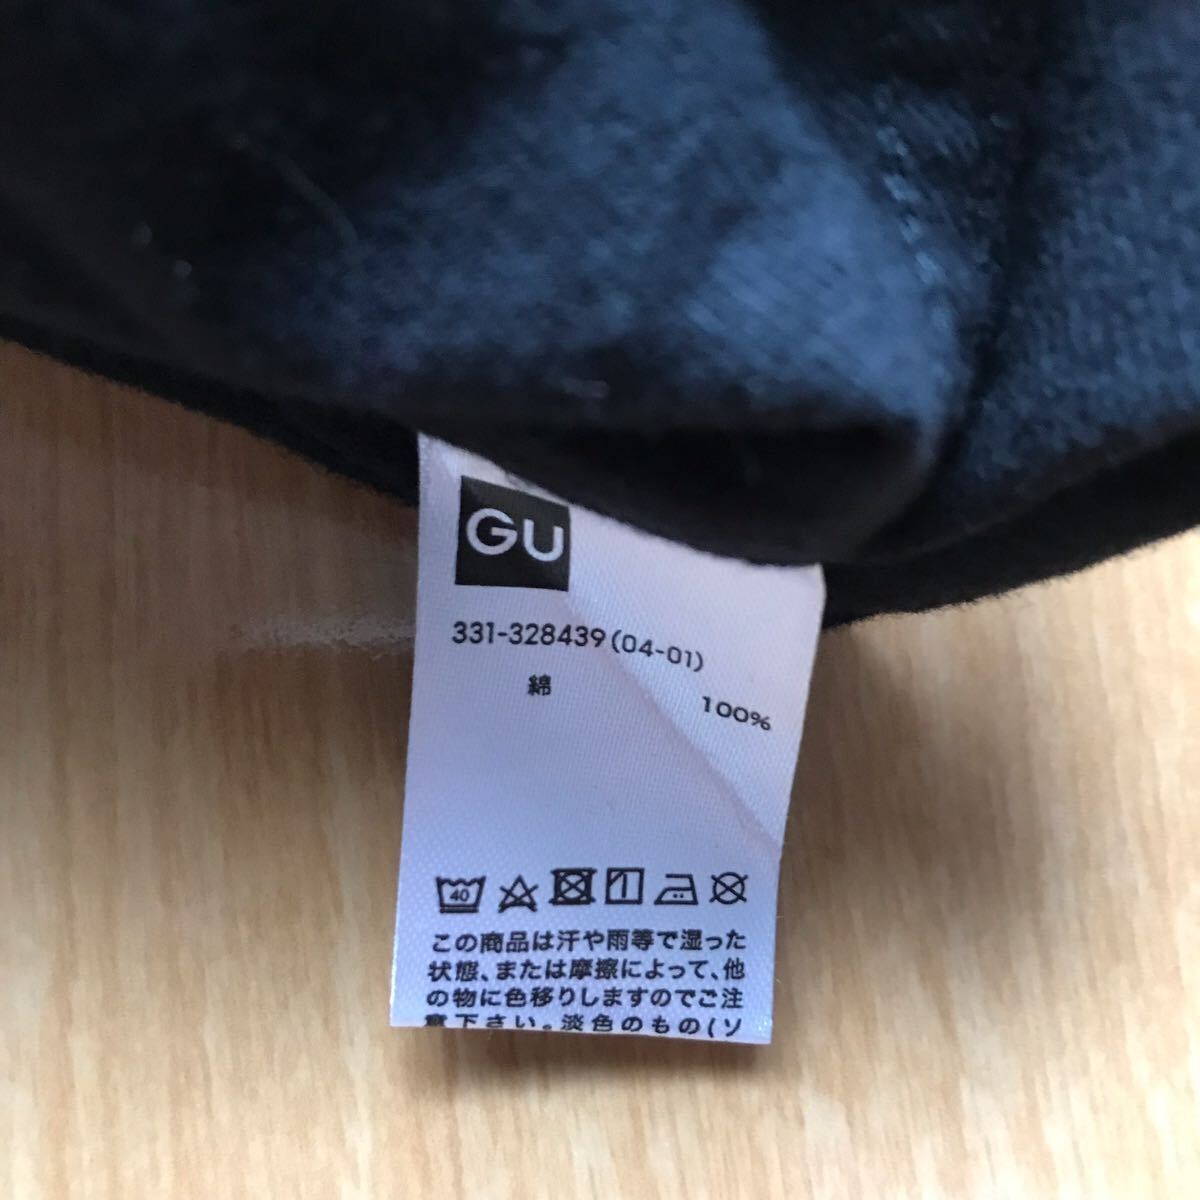 GU
331-328439 (04-01)
綿 100%
40
この商品は汗や雨等で湿った
状態、または摩擦によって、他
の物に色移りしますのでご注
意下さい。淡色のもの(ソ